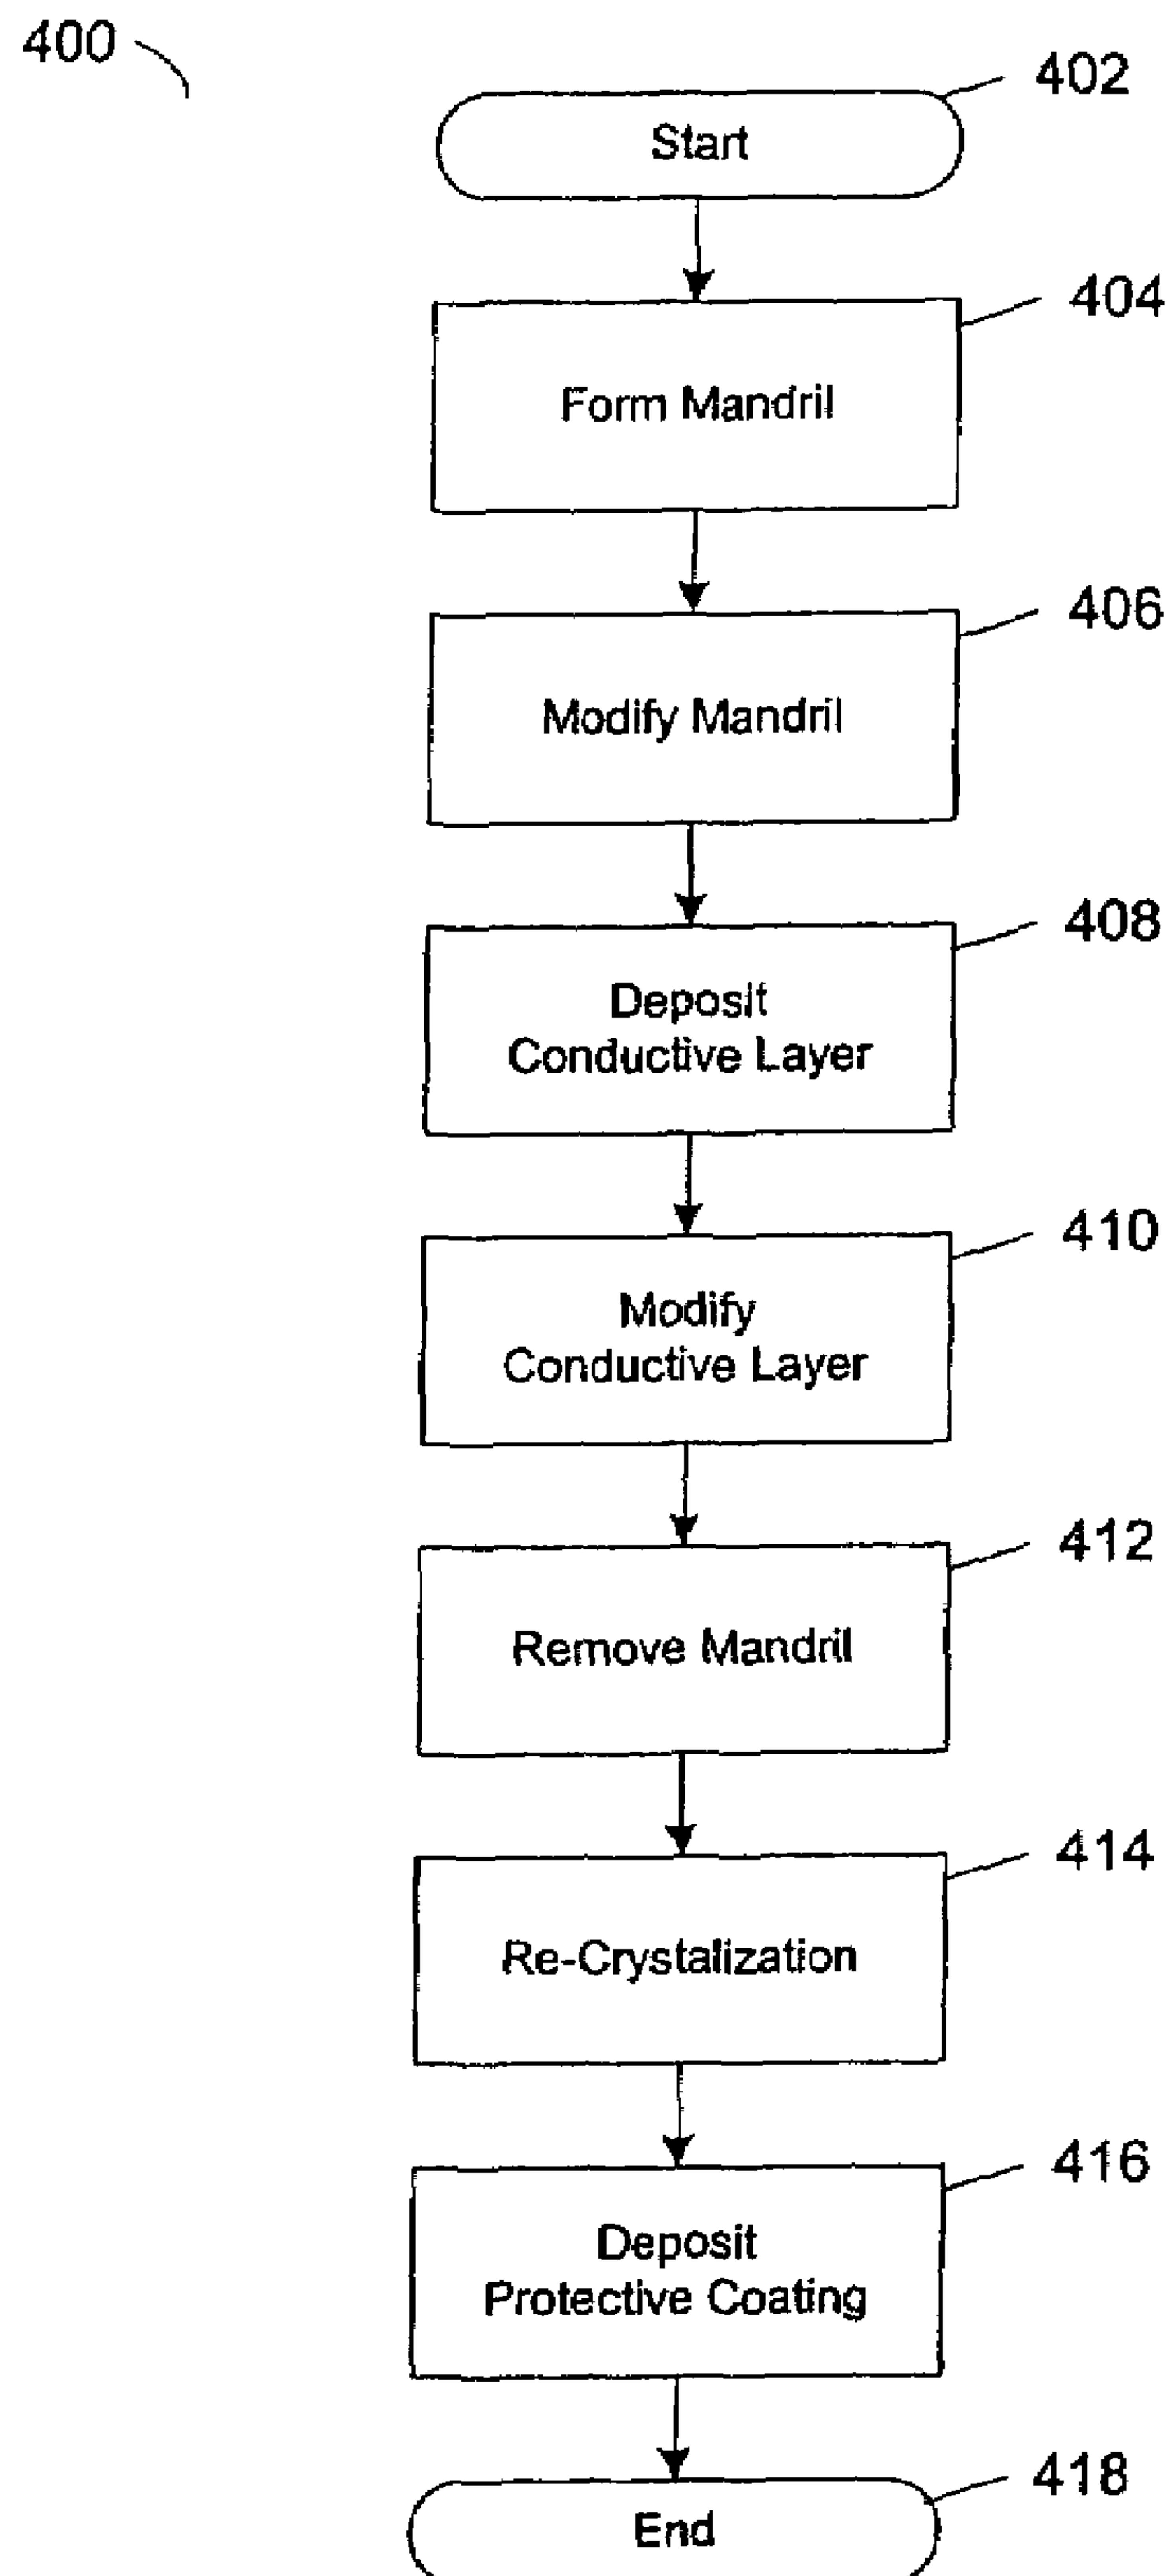 400
402
Start
404
Form Mandril
406
Modify Mandril
408
Deposit
Conductive Layer
410
Modify
Conductive Layer
412
Remove Mandril
414
Re-Crystalization
416
Deposit
Protective Coating
418
End